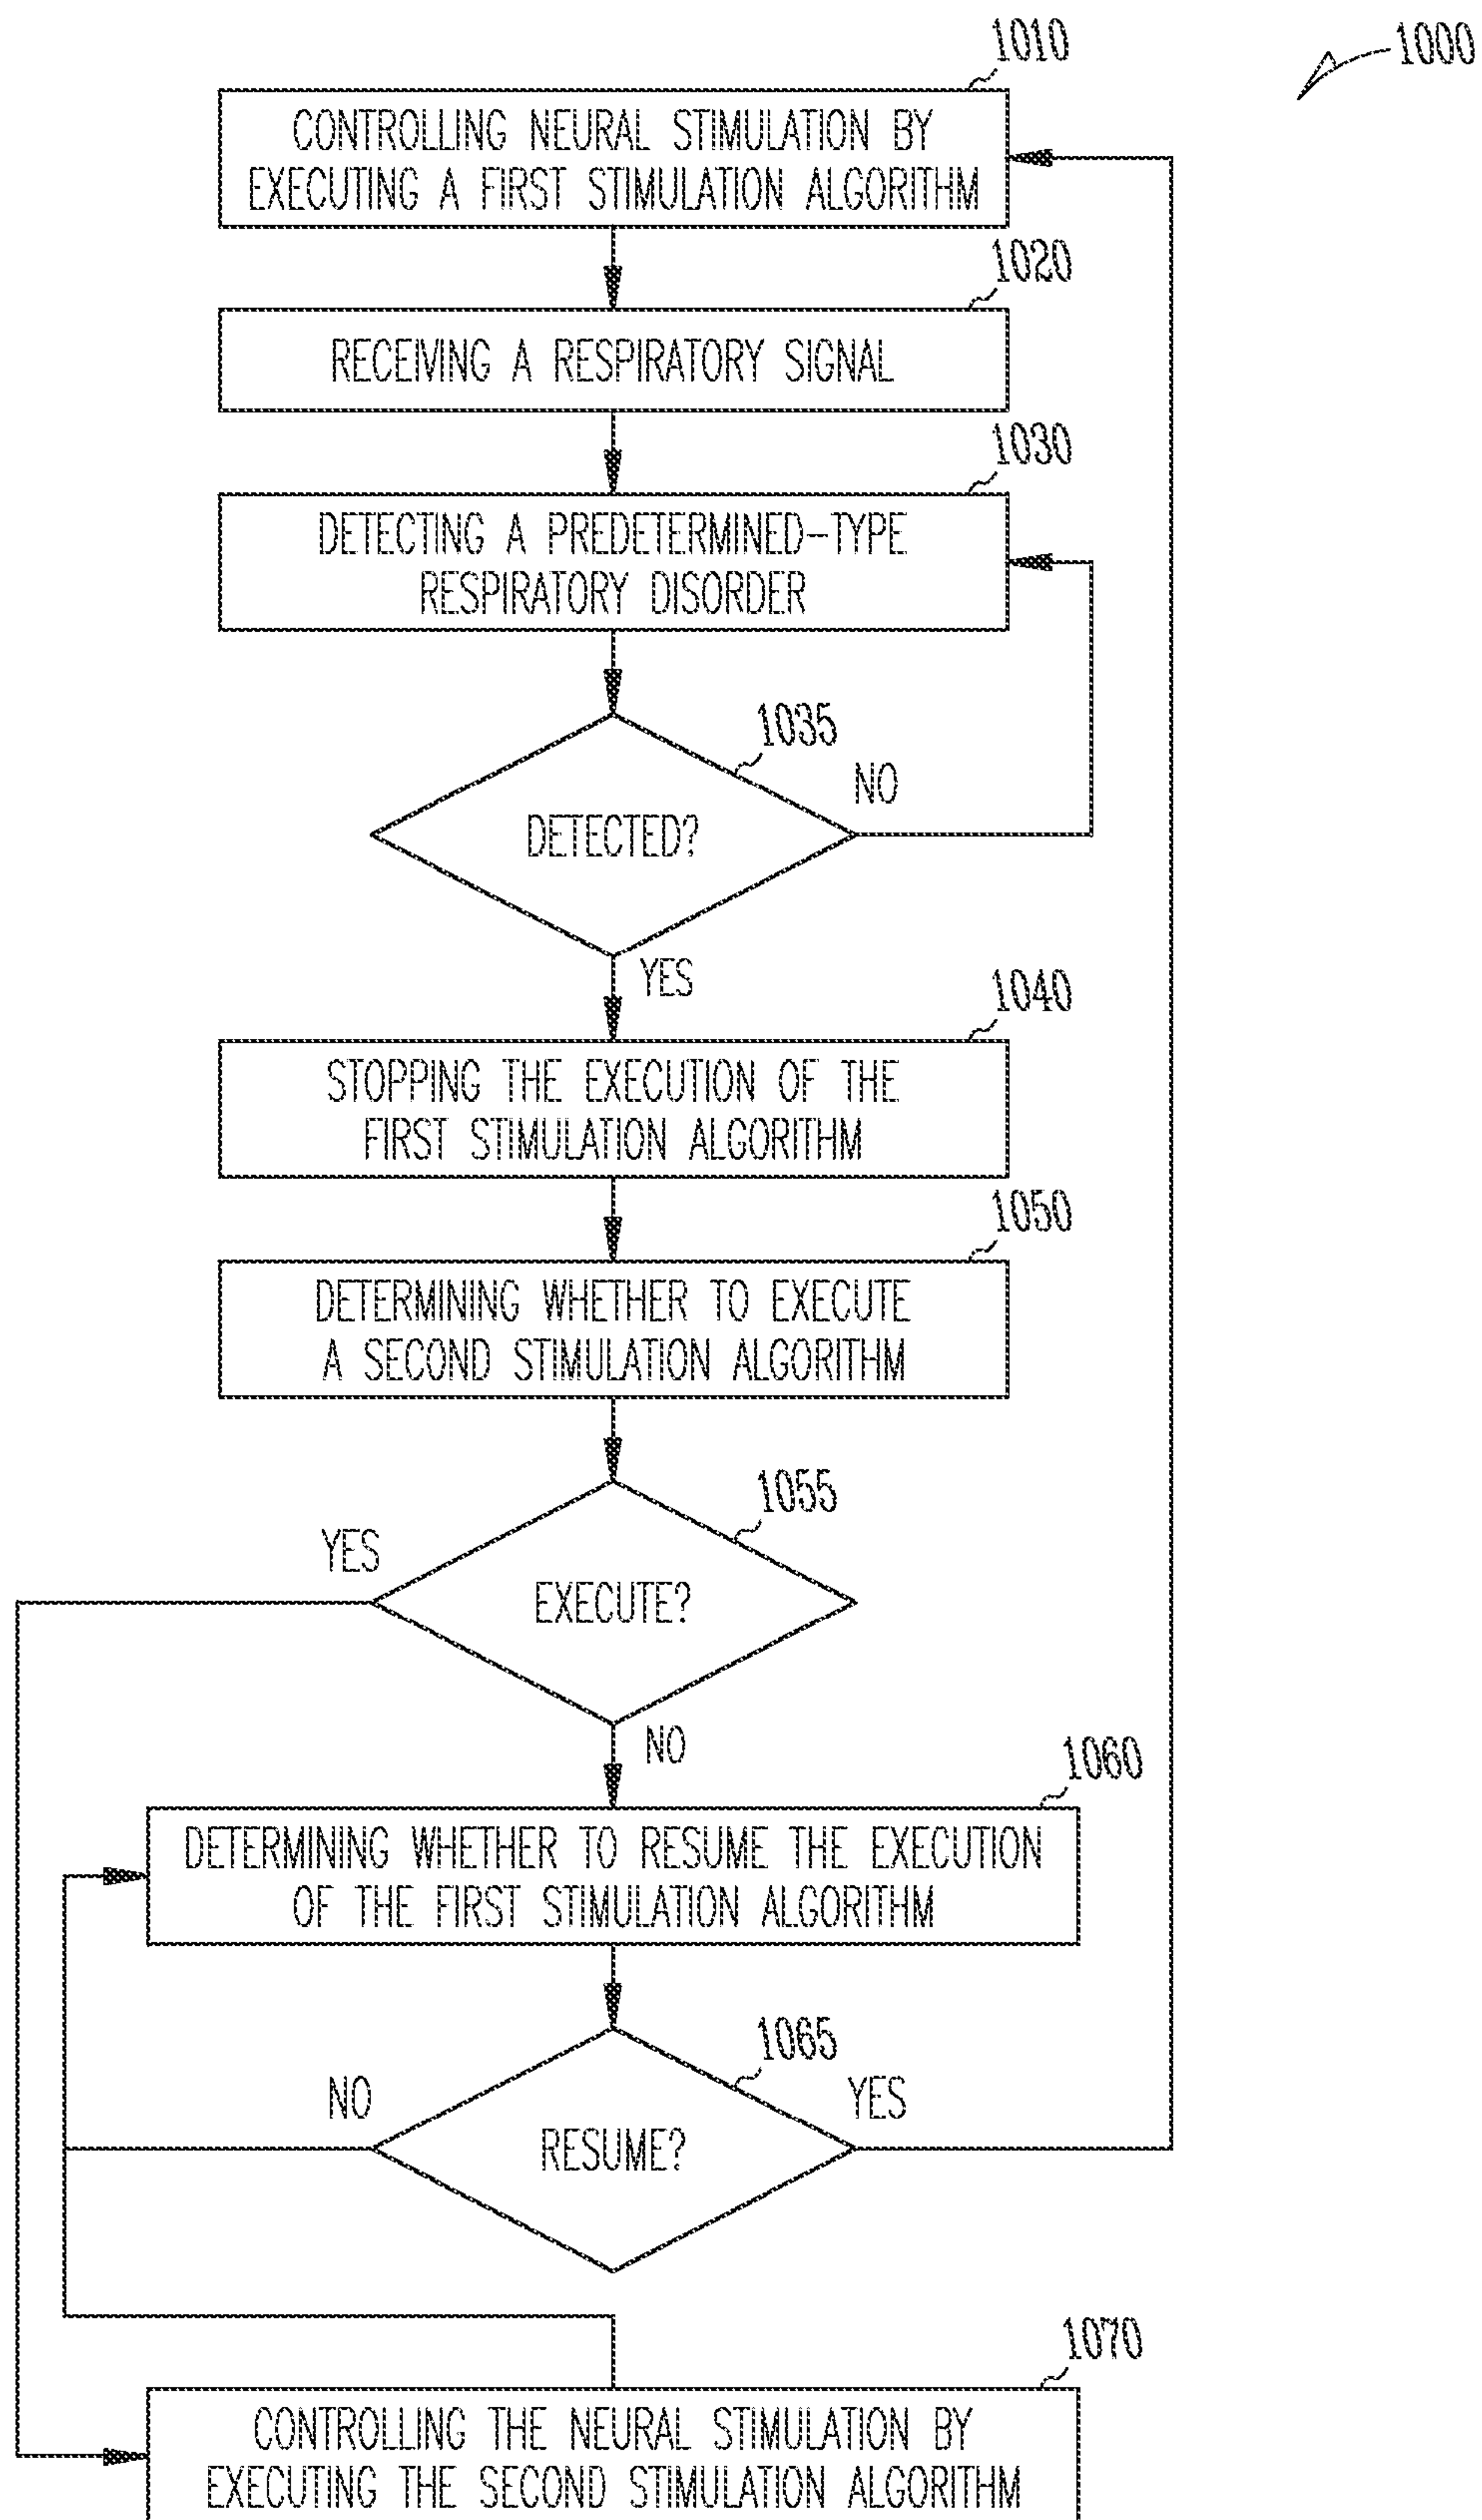 1000
1010
CONTROLLING NEURAL STIMULATION BY
EXECUTING A FIRST STIMULATION ALGORITHM
1020
RECEIVING A RESPIRATORY SIGNAL
1030
DETECTING A PREDETERMINED-TYPE
RESPIRATORY DISORDER
1035
DETECTED?
NO
YES
1040
STOPPING THE EXECUTION OF THE
FIRST STIMULATION ALGORITHM
1050
DETERMINING WHETHER TO EXECUTE
A SECOND STIMULATION ALGORITHM
1055
YES
EXECUTE?
NO
1060
DETERMINING WHETHER TO RESUME THE EXECUTION
OF THE FIRST STIMULATION ALGORITHM
1065
NO
YES
RESUME?
1070
CONTROLLING THE NEURAL STIMULATION BY
EXECUTING THE SECOND STIMULATION ALGORITHM